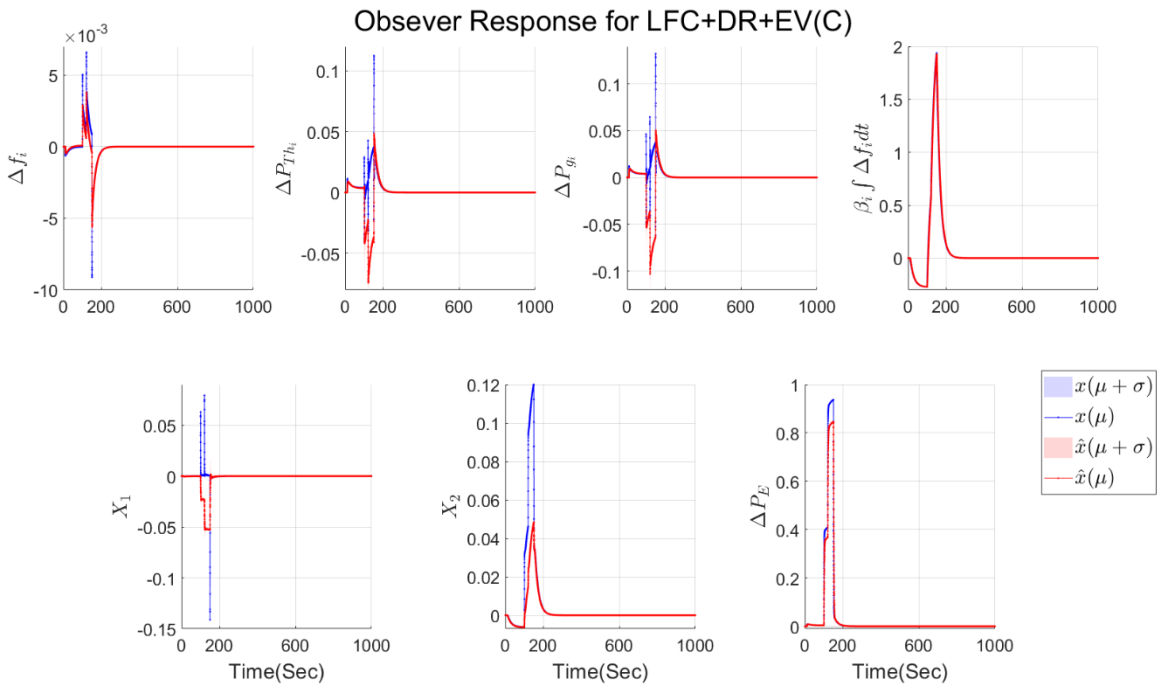 Obsever Response for LFC+DR+EV(C)
×10⁻³
5
0
-5
-10
Δf_i
0 200 600 1000
0.1
0.05
0
-0.05
ΔP_{Th_i}
0 200 600 1000
0.1
0.05
0
-0.05
-0.1
ΔP_{g_i}
0 200 600 1000
2
1.5
1
0.5
0
β_i ∫ Δf_i dt
0 200 600 1000
0.05
0
-0.05
-0.1
-0.15
X_1
0 200 600 1000
Time(Sec)
0.12
0.1
0.08
0.06
0.04
0.02
0
X_2
0 200 600 1000
Time(Sec)
1
0.8
0.6
0.4
0.2
0
ΔP_E
0 200 600 1000
Time(Sec)
x(μ + σ)
x(μ)
x̂(μ + σ)
x̂(μ)